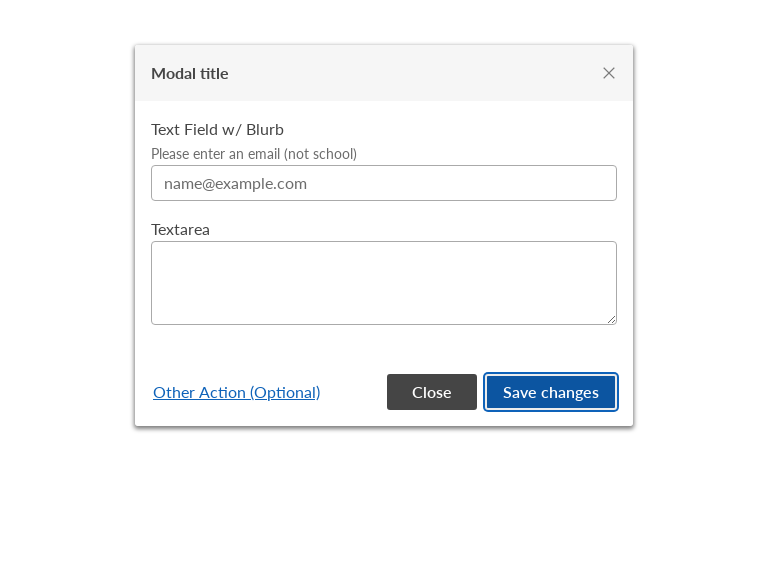 Modal title
Text Field w/ Blurb
Please enter an email (not school)
name@example.com
Textarea
Other Action (Optional)
Close
Save changes